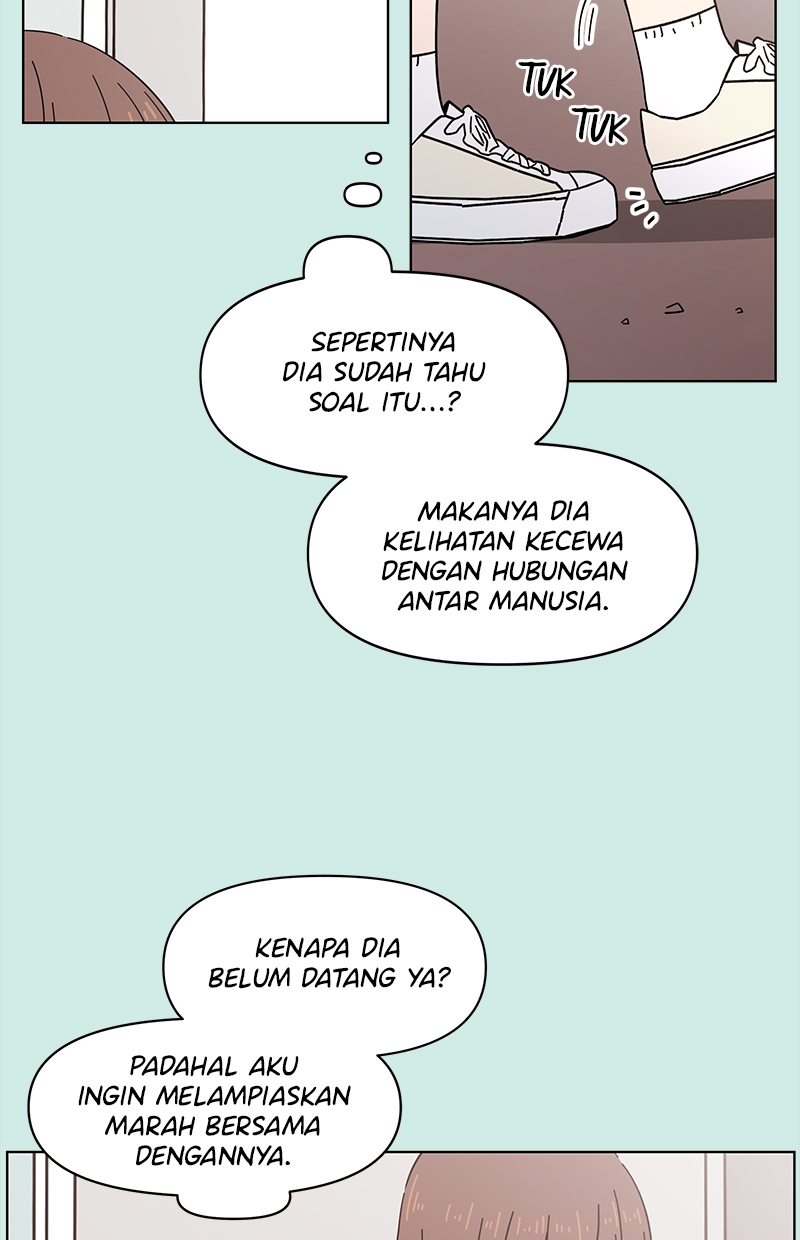 TUK
TUK
SEPERTINYA
DIA SUDAH TAHU
SOAL ITU...?
MAKANYA DIA
KELIHATAN KECEWA
DENGAN HUBUNGAN
ANTAR MANUSIA.
KENAPA DIA
BELUM DATANG YA?
PADAHAL AKU
INGIN MELAMPIASKAN
MARAH BERSAMA
DENGANNYA.